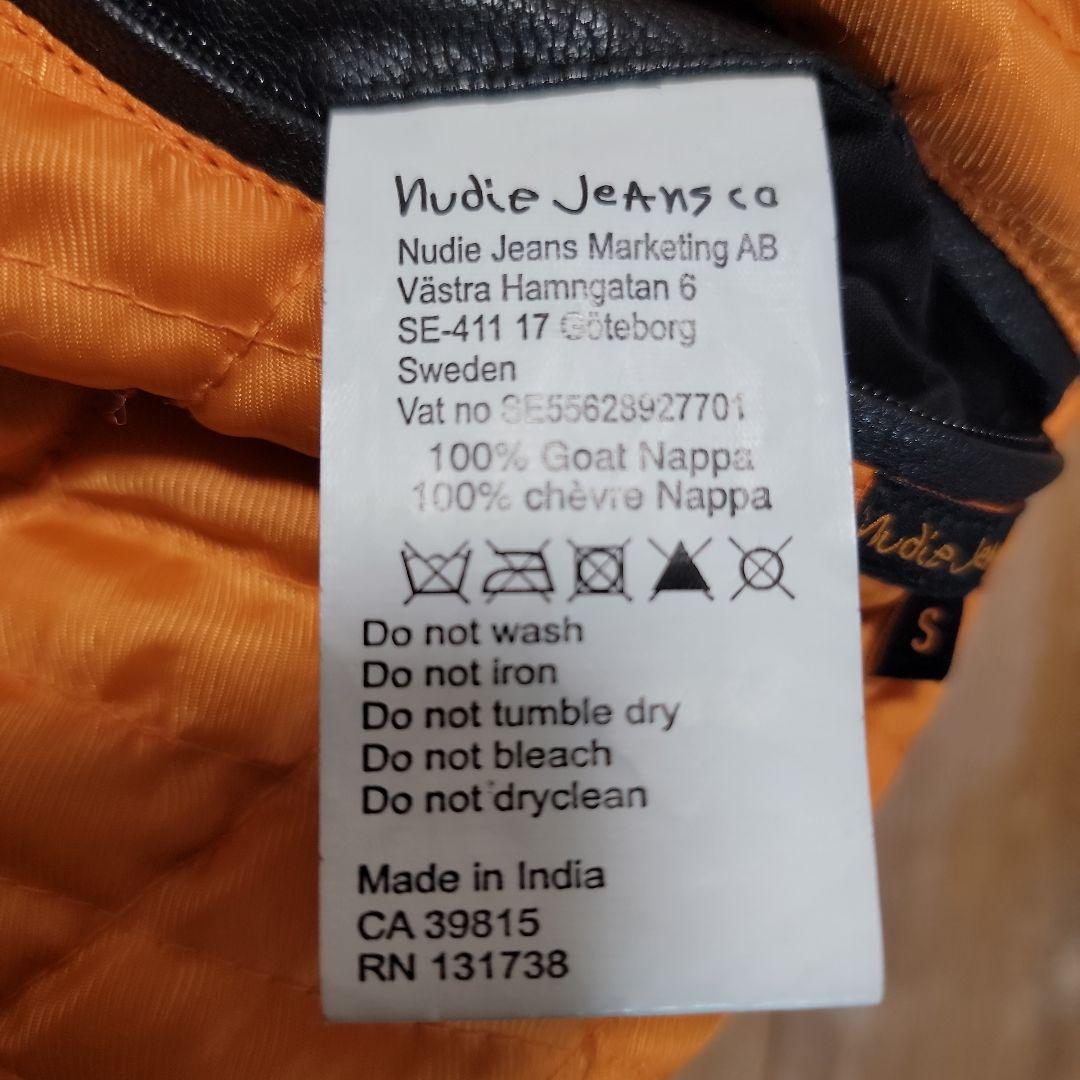 Nudie Jeans co
Nudie Jeans Marketing AB
Västra Hamngatan 6
SE-411 17 Göteborg
Sweden
Vat no SE55628927701
100% Goat Nappa
100% chèvre Nappa
Do not wash
Do not iron
Do not tumble dry
Do not bleach
Do not dryclean
Made in India
CA 39815
RN 131738
Nudie Jea
S